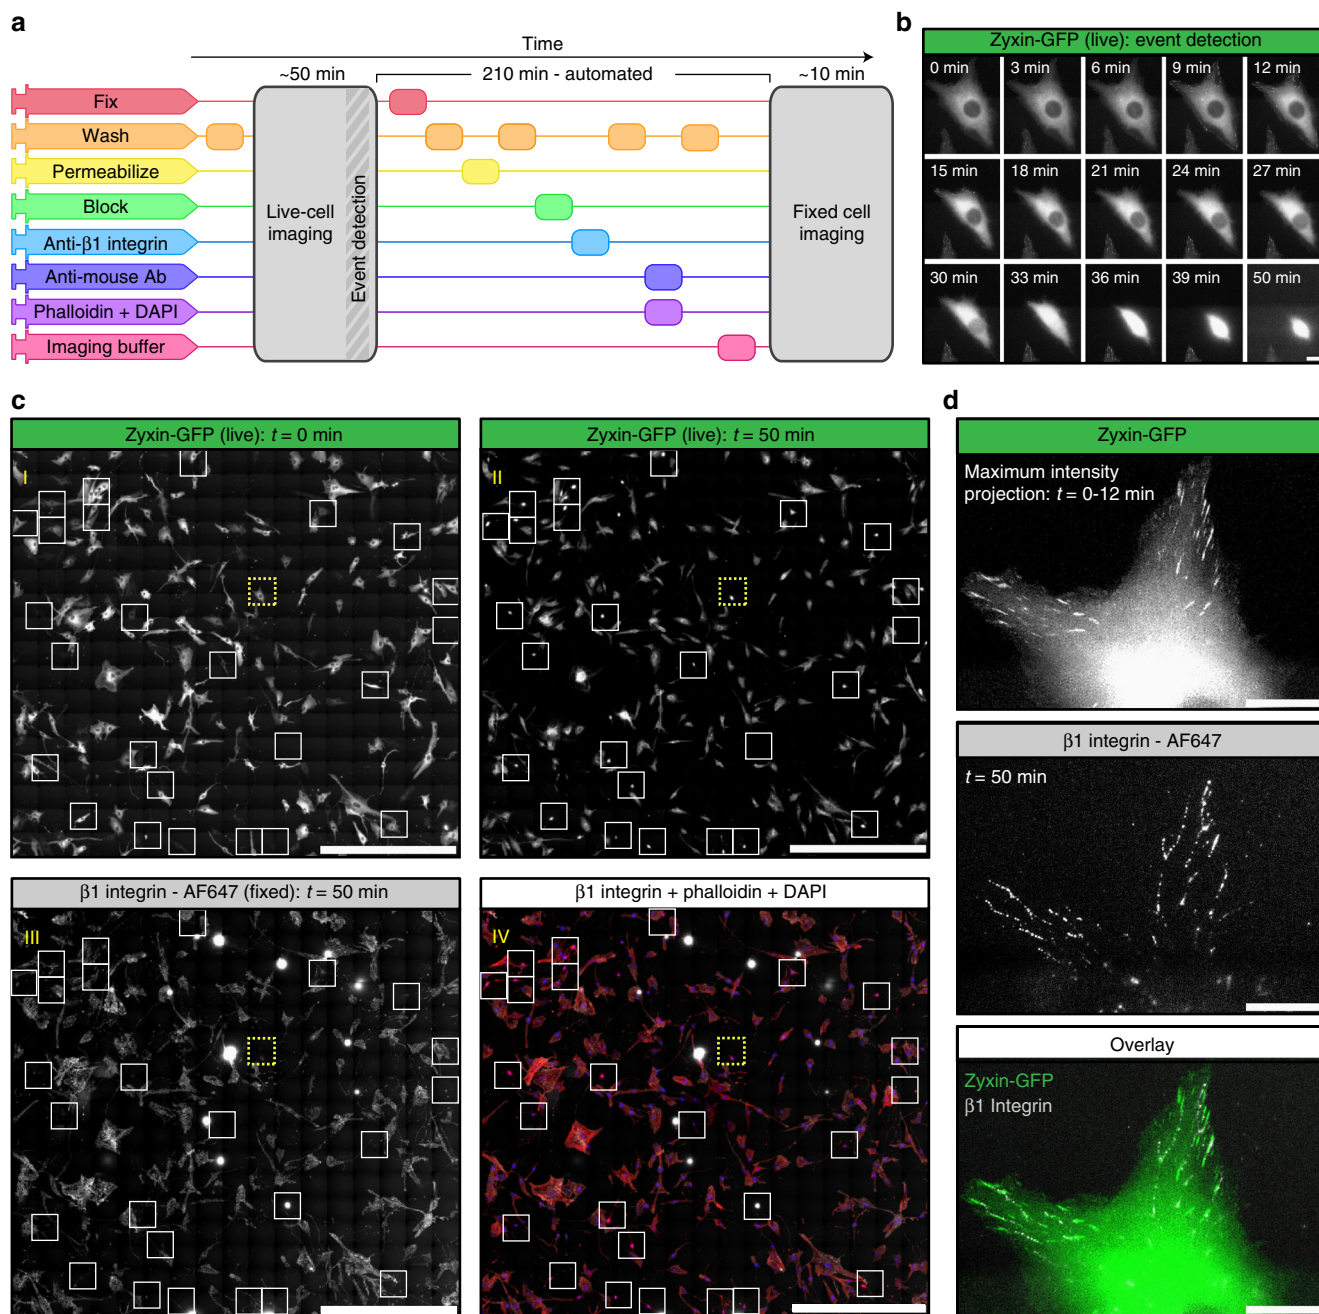 a
Time
~50 min
210 min - automated
~10 min
Fix
Wash
Permeabilize
Block
Anti-β1 integrin
Anti-mouse Ab
Phalloidin + DAPI
Imaging buffer
Live-cell
imaging
Event detection
Fixed cell
imaging
b
Zyxin-GFP (live): event detection
0 min 3 min 6 min 9 min 12 min
15 min 18 min 21 min 24 min 27 min
30 min 33 min 36 min 39 min 50 min
c
Zyxin-GFP (live): t = 0 min
I
Zyxin-GFP (live): t = 50 min
II
β1 integrin - AF647 (fixed): t = 50 min
III
β1 integrin + phalloidin + DAPI
IV
d
Zyxin-GFP
Maximum intensity
projection: t = 0-12 min
β1 integrin - AF647
t = 50 min
Overlay
Zyxin-GFP
β1 Integrin